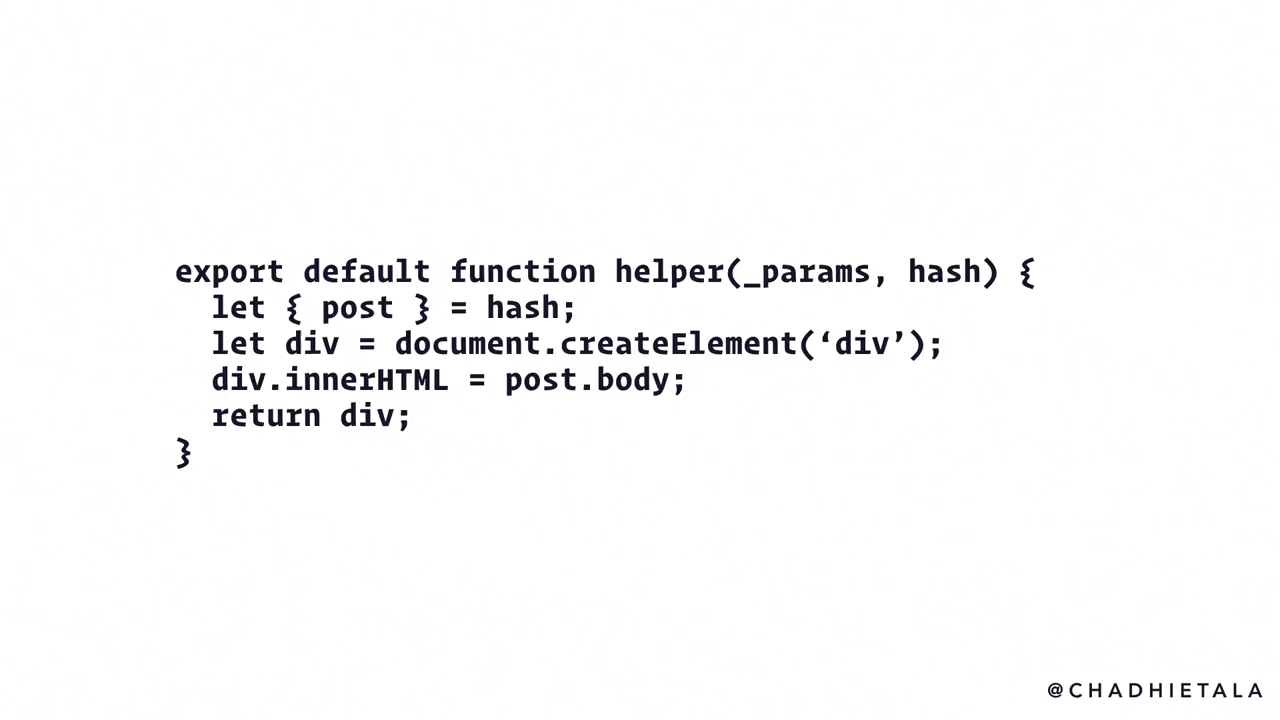 export default function helper(_params, hash) {
  let { post } = hash;
  let div = document.createElement(‘div’);
  div.innerHTML = post.body;
  return div;
}
@CHADHIETALA